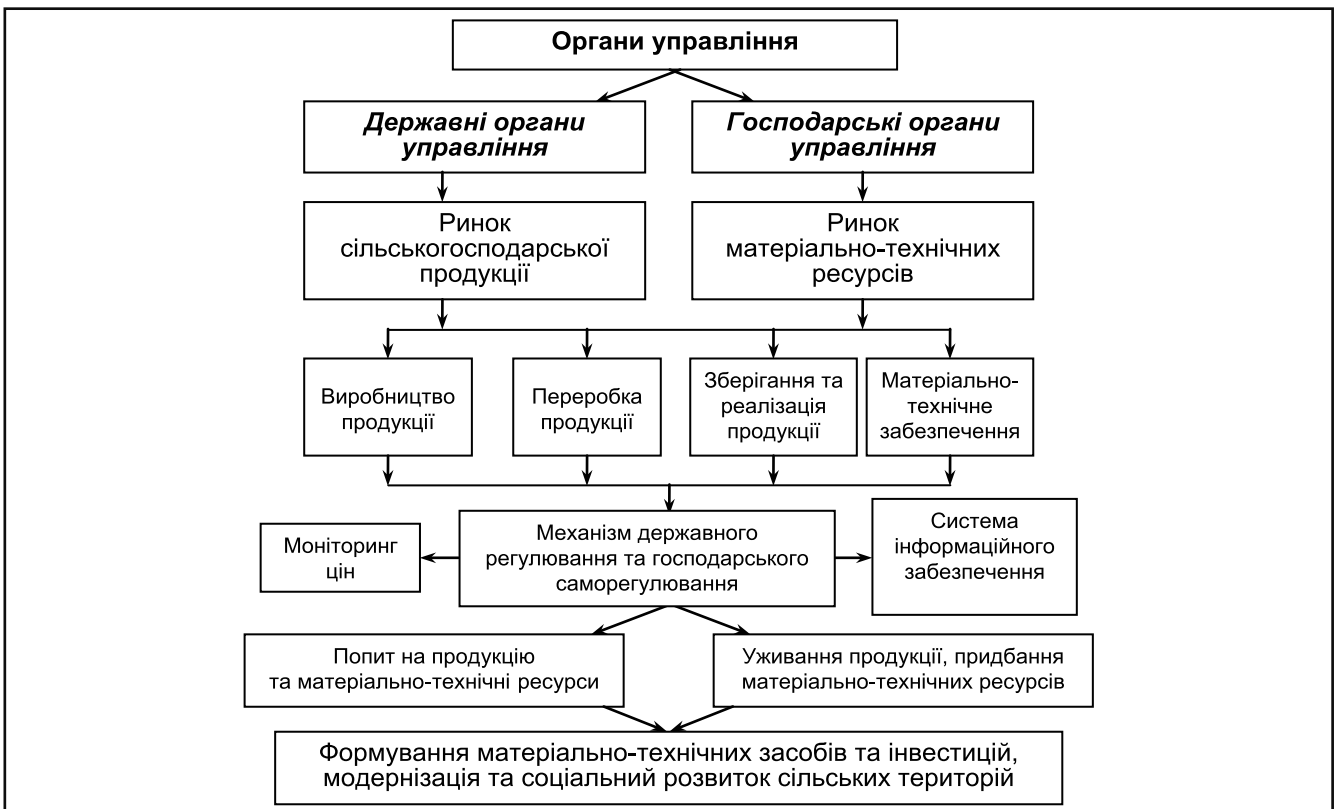 Органи управління
Державні органи
управління
Господарські органи
управління
Ринок
сільськогосподарської
продукції
Ринок
матеріально-технічних
ресурсів
Виробництво
продукції
Переробка
продукції
Зберігання та
реалізація
продукції
Матеріально-
технічне
забезпечення
Моніторинг
цін
Механізм державного
регулювання та господарського
саморегулювання
Система
інформаційного
забезпечення
Попит на продукцію
та матеріально-технічні ресурси
Уживання продукції, придбання
матеріально-технічних ресурсів
Формування матеріально-технічних засобів та інвестицій,
модернізація та соціальний розвиток сільських територій